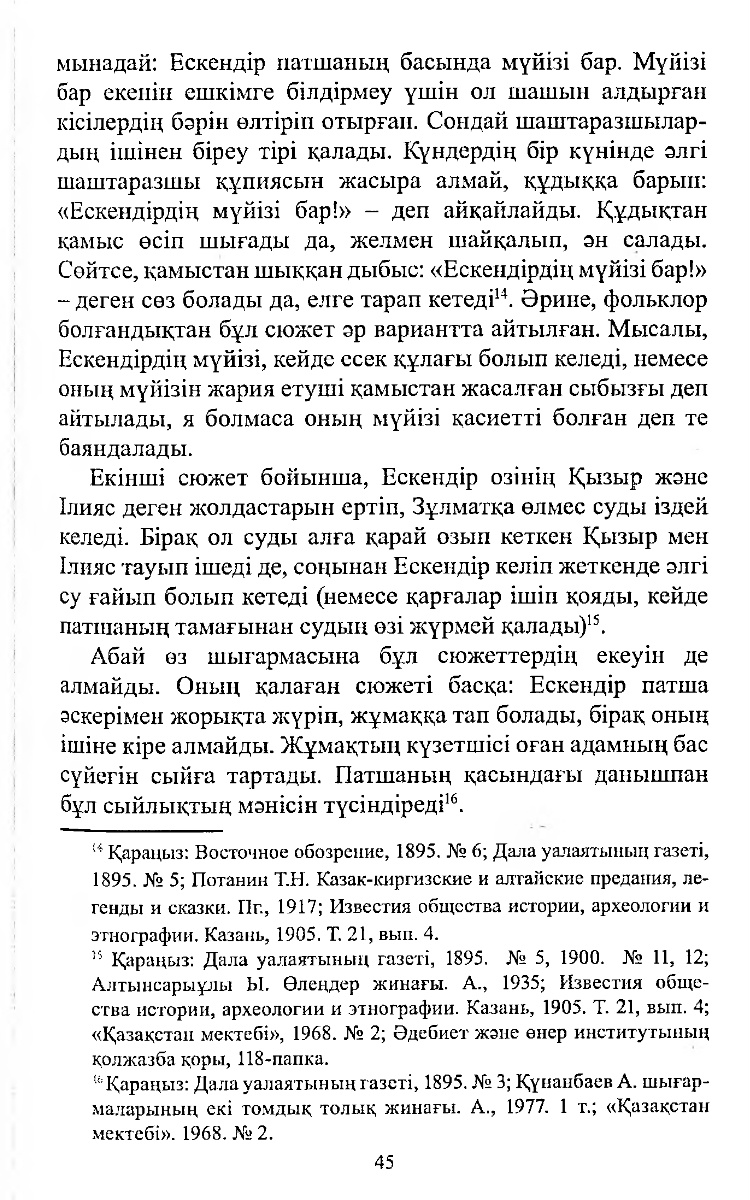 мынадай: Ескендір патшаның басында мүйізі бар. Мүйізі
бар екенін ешкімге білдірмеу үшін ол шашын алдырған
кісілердің бәрін өлтіріп отырған. Сондай шаштаразшылар-
дың ішінен біреу тірі қалады. Күндердің бір күнінде әлгі
шаштаразшы құпиясын жасыра алмай, құдыққа барып:
«Ескендірдің мүйізі бар!» – деп айқайлайды. Құдықтан
қамыс өсіп шығады да, желмен шайқалып, ән салады.
Сөйтсе, қамыстан шыққан дыбыс: «Ескендірдің мүйізі бар!»
– деген сөз болады да, елге тарап кетеді¹⁴. Әрине, фольклор
болғандықтан бұл сюжет әр вариантта айтылған. Мысалы,
Ескендірдің мүйізі, кейде есек құлағы болып келеді, немесе
оның мүйізін жария етуші қамыстан жасалған сыбызғы деп
айтылады, я болмаса оның мүйізі қасиетті болған деп те
баяндалады.
Екінші сюжет бойынша, Ескендір озінің Қызыр және
Ілияс деген жолдастарын ертіп, Зұлматқа өлмес суды іздей
келеді. Бірақ ол суды алға қарай озып кеткен Қызыр мен
Ілияс тауып ішеді де, соңынан Ескендір келіп жеткенде әлгі
су ғайып болып кетеді (немесе қарғалар ішіп қояды, кейде
патшаның тамағынан судың өзі жүрмей қалады)¹⁵.
Абай өз шығармасына бұл сюжеттердің екеуін де
алмайды. Оның қалаған сюжеті басқа: Ескендір патша
әскерімен жорықта жүріп, жұмаққа тап болады, бірақ оның
ішіне кіре алмайды. Жұмақтың күзетшісі оған адамның бас
сүйегін сыйға тартады. Патшаның қасындағы данышпан
бұл сыйлықтың мәнісін түсіндіреді¹⁶.
¹⁴ Қараңыз: Восточное обозрение, 1895. № 6; Дала уалаятының газеті,
1895. № 5; Потанин Т.Н. Казак-киргизские и алтайские предания, ле-
генды и сказки. Пг., 1917; Известия общества истории, археологии и
этнографии. Казань, 1905. Т. 21, вып. 4.
¹⁵ Қараңыз: Дала уалаятының газеті, 1895. № 5, 1900. № 11, 12;
Алтынсарыұлы Ы. Өлеңдер жинағы. А., 1935; Известия обще-
ства истории, археологии и этнографии. Казань, 1905. Т. 21, вып. 4;
«Қазақстан мектебі», 1968. № 2; Әдебиет және өнер институтының
қолжазба қоры, 118-папка.
¹⁶ Қараңыз: Дала уалаятының газеті, 1895. № 3; Құнанбаев А. шығар-
маларының екі томдық толық жинағы. А., 1977. 1 т.; «Қазақстан
мектебі». 1968. № 2.
45